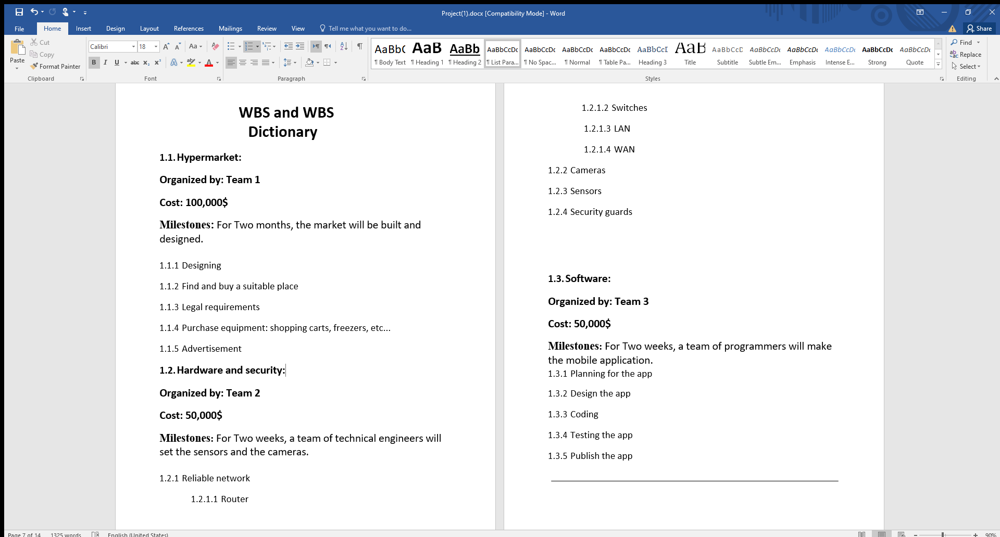 Project(1).docx [Compatibility Mode] - Word
File Home Insert Design Layout References Mailings Review View Tell me what you want to do... Share
Paste
Cut
Copy
Format Painter
Clipboard
Calibri 18
Font
Paragraph
AaBbC AaB AaBb AaBbCcDc AaBbCcDc AaBbCcDc AaBbCcDc AaBbCcI AaB AaBbCcD AaBbCcDc AaBbCcDc AaBbCcDc AaBbCcDc AaBbCcDc
¶ Body Text ¶ Heading 1 ¶ Heading 2 ¶ List Para... ¶ No Spac... ¶ Normal ¶ Table Pa... Heading 3 Title Subtitle Subtle Em... Emphasis Intense E... Strong Quote
Styles
Find
Replace
Select
Editing
WBS and WBS
Dictionary
1.1. Hypermarket:
Organized by: Team 1
Cost: 100,000$
Milestones: For Two months, the market will be built and
designed.
1.1.1 Designing
1.1.2 Find and buy a suitable place
1.1.3 Legal requirements
1.1.4 Purchase equipment: shopping carts, freezers, etc...
1.1.5 Advertisement
1.2. Hardware and security:
Organized by: Team 2
Cost: 50,000$
Milestones: For Two weeks, a team of technical engineers will
set the sensors and the cameras.
1.2.1 Reliable network
1.2.1.1 Router
1.2.1.2 Switches
1.2.1.3 LAN
1.2.1.4 WAN
1.2.2 Cameras
1.2.3 Sensors
1.2.4 Security guards
1.3. Software:
Organized by: Team 3
Cost: 50,000$
Milestones: For Two weeks, a team of programmers will make
the mobile application.
1.3.1 Planning for the app
1.3.2 Design the app
1.3.3 Coding
1.3.4 Testing the app
1.3.5 Publish the app
Page 7 of 14 1325 words English (United States) 90%